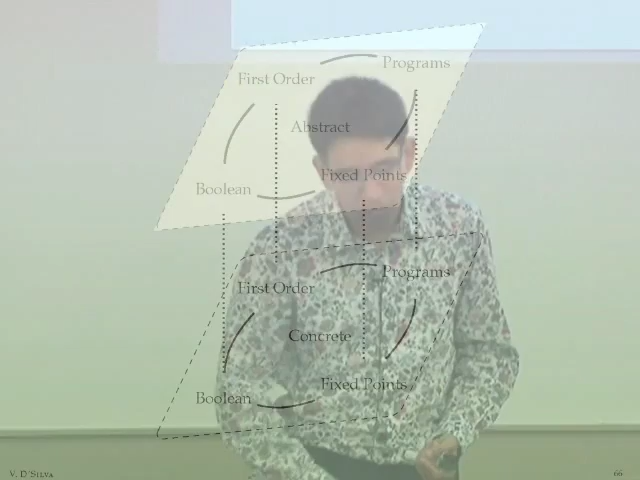 First Order
Programs
Abstract
Boolean
Fixed Points
First Order
Programs
Concrete
Boolean
Fixed Points
V. D'Silva
66